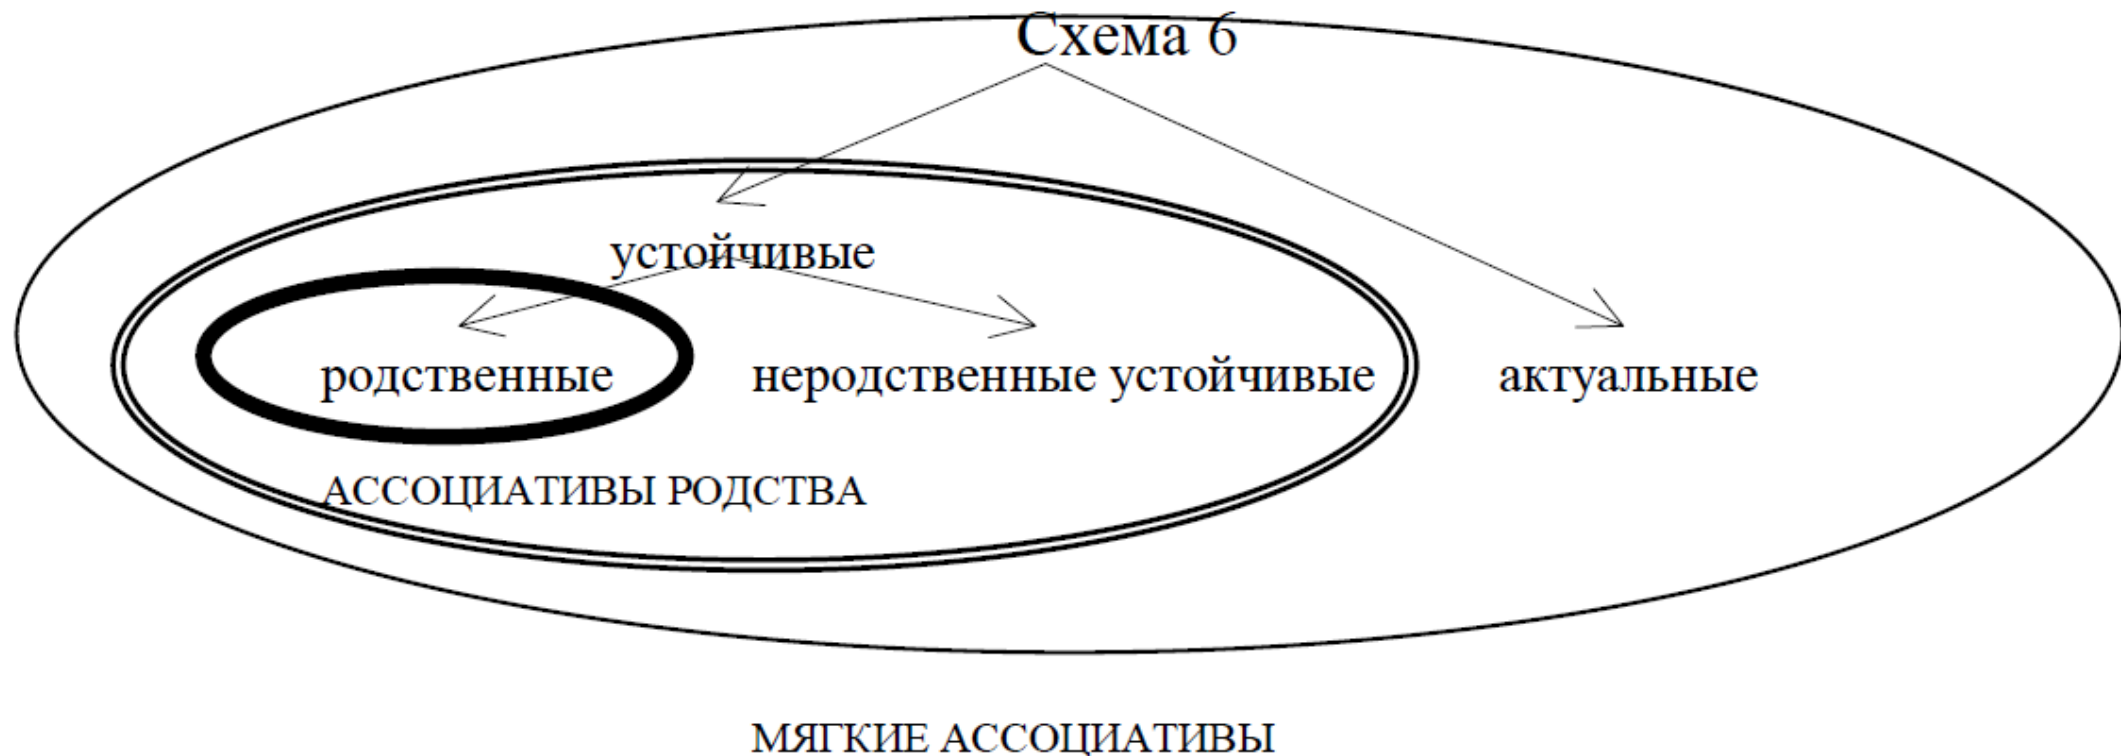 Схема 6
устойчивые
родственные неродственные устойчивые актуальные
АССОЦИАТИВЫ РОДСТВА
МЯГКИЕ АССОЦИАТИВЫ